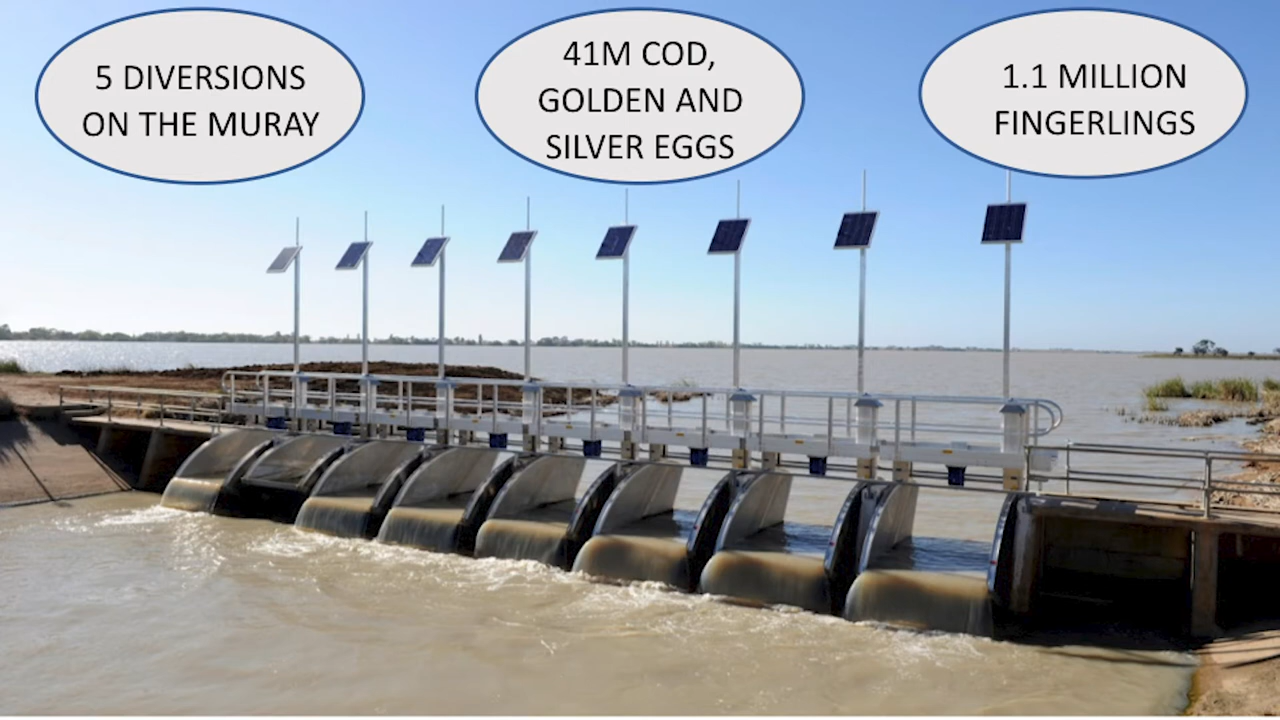 5 DIVERSIONS
ON THE MURAY
41M COD,
GOLDEN AND
SILVER EGGS
1.1 MILLION
FINGERLINGS